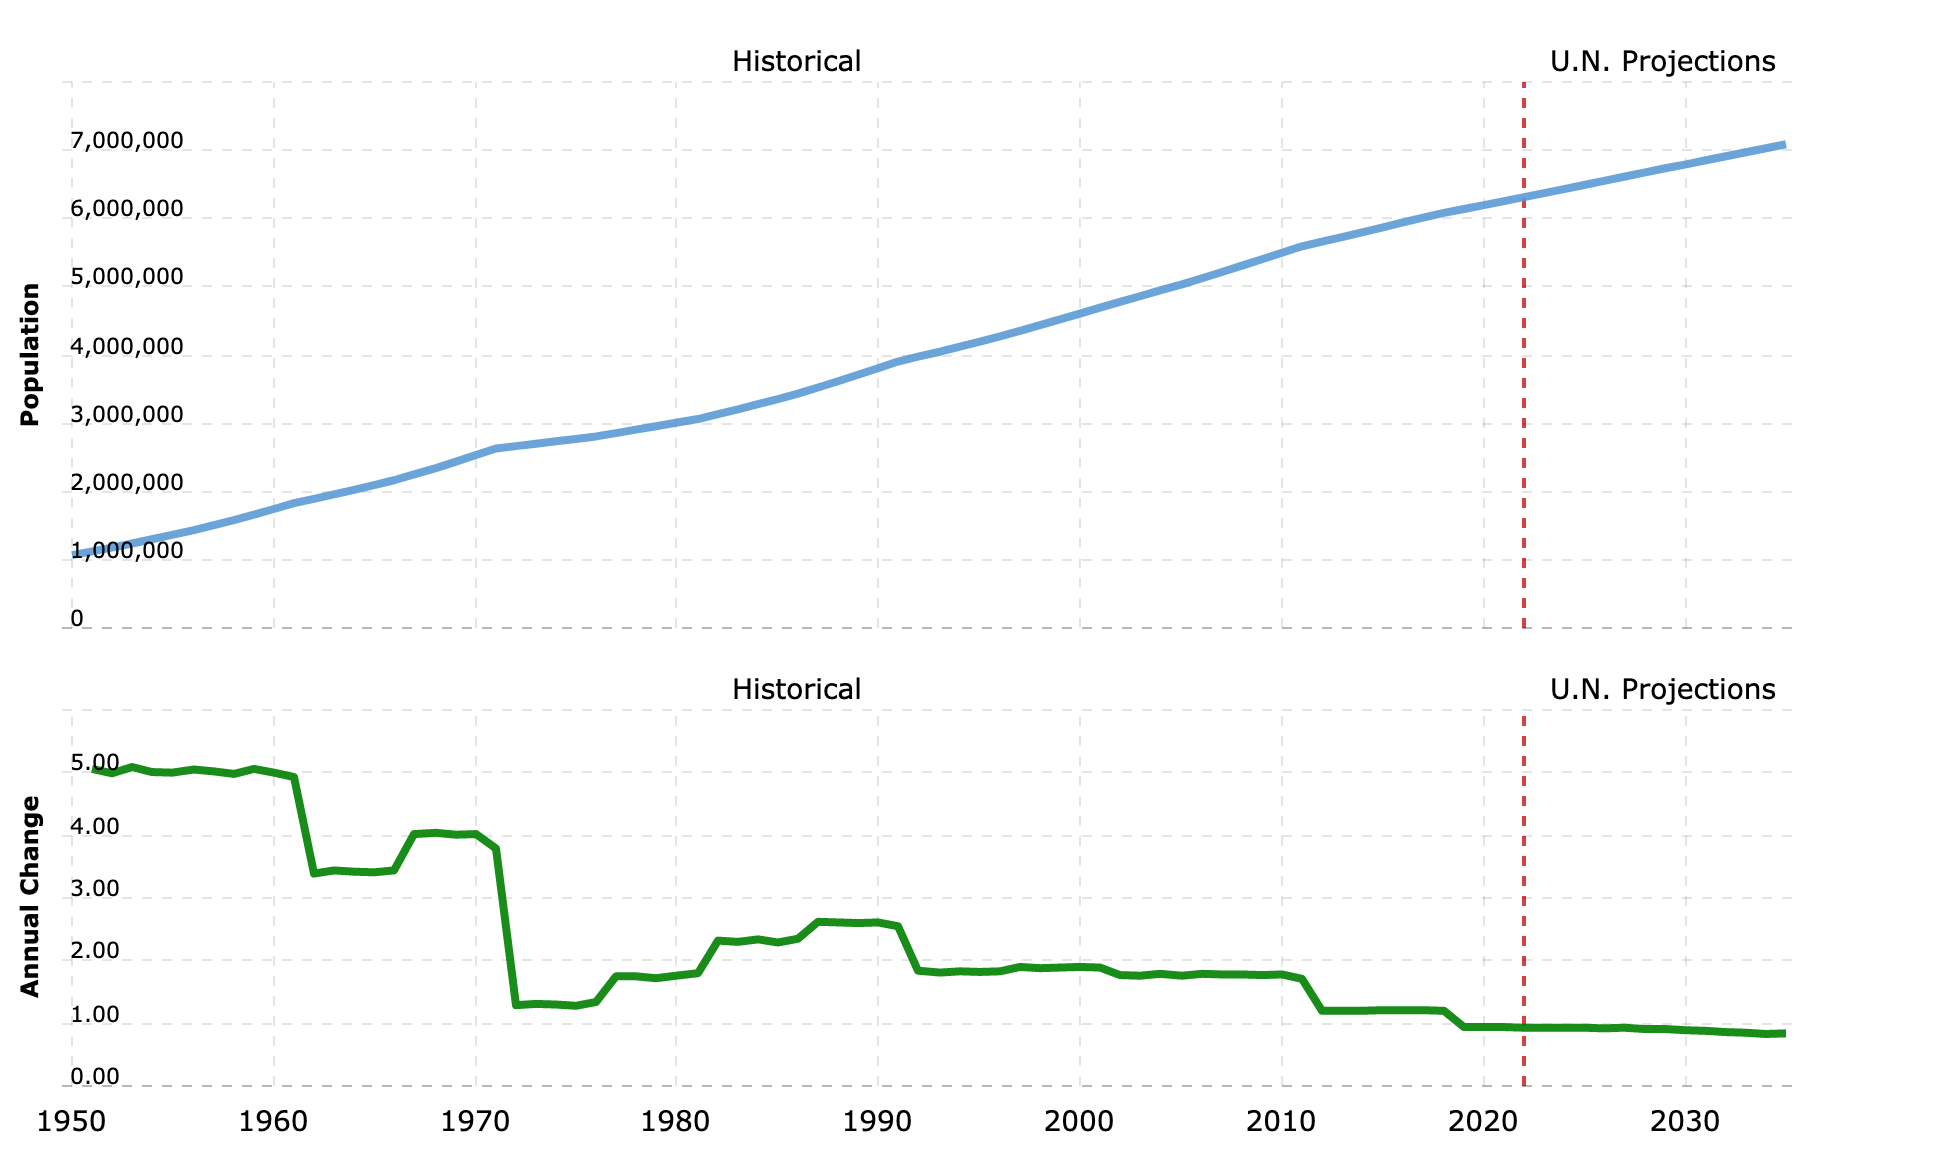 Historical
U.N. Projections
7,000,000
6,000,000
5,000,000
4,000,000
3,000,000
2,000,000
1,000,000
0
Population
Historical
U.N. Projections
5.00
4.00
3.00
2.00
1.00
0.00
Annual Change
1950 1960 1970 1980 1990 2000 2010 2020 2030